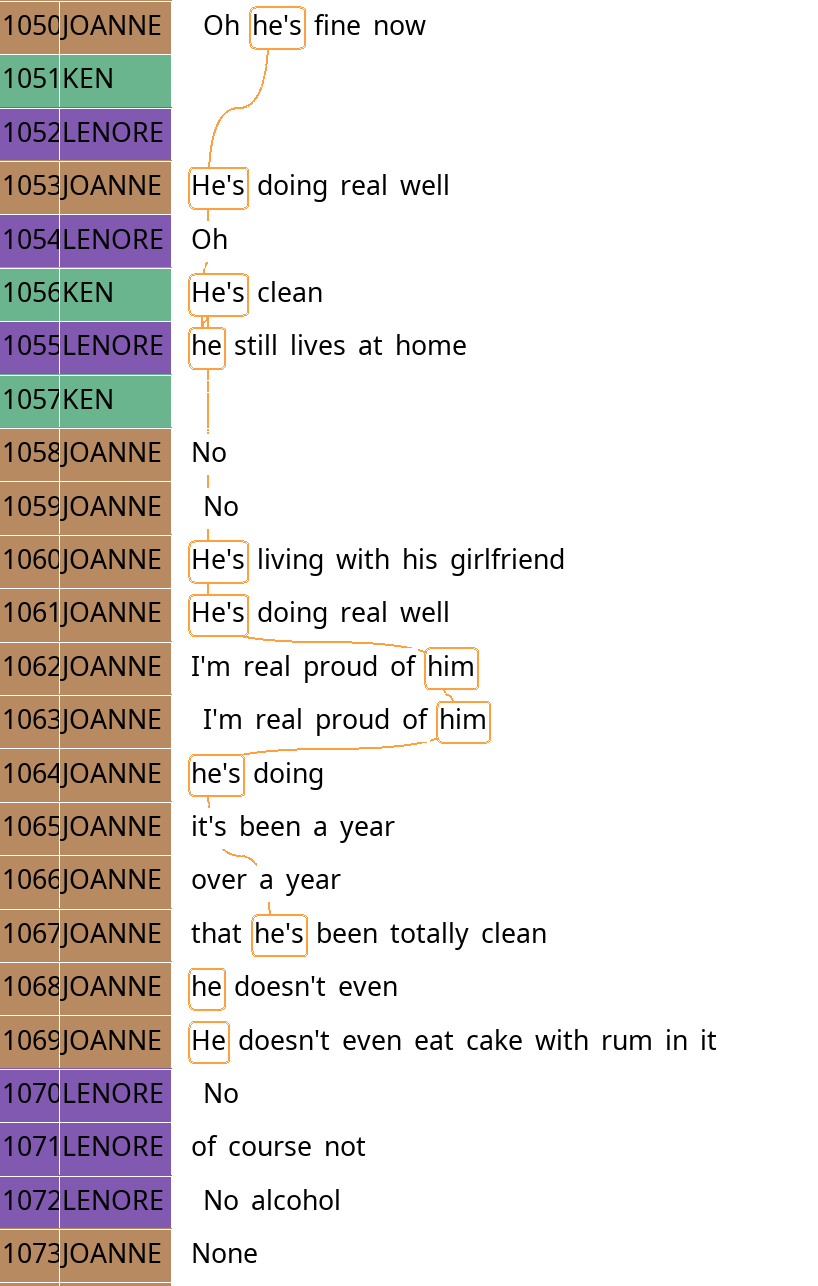 1050 JOANNE Oh he's fine now
1051 KEN
1052 LENORE
1053 JOANNE He's doing real well
1054 LENORE Oh
1056 KEN He's clean
1055 LENORE he still lives at home
1057 KEN
1058 JOANNE No
1059 JOANNE No
1060 JOANNE He's living with his girlfriend
1061 JOANNE He's doing real well
1062 JOANNE I'm real proud of him
1063 JOANNE I'm real proud of him
1064 JOANNE he's doing
1065 JOANNE it's been a year
1066 JOANNE over a year
1067 JOANNE that he's been totally clean
1068 JOANNE he doesn't even
1069 JOANNE He doesn't even eat cake with rum in it
1070 LENORE No
1071 LENORE of course not
1072 LENORE No alcohol
1073 JOANNE None